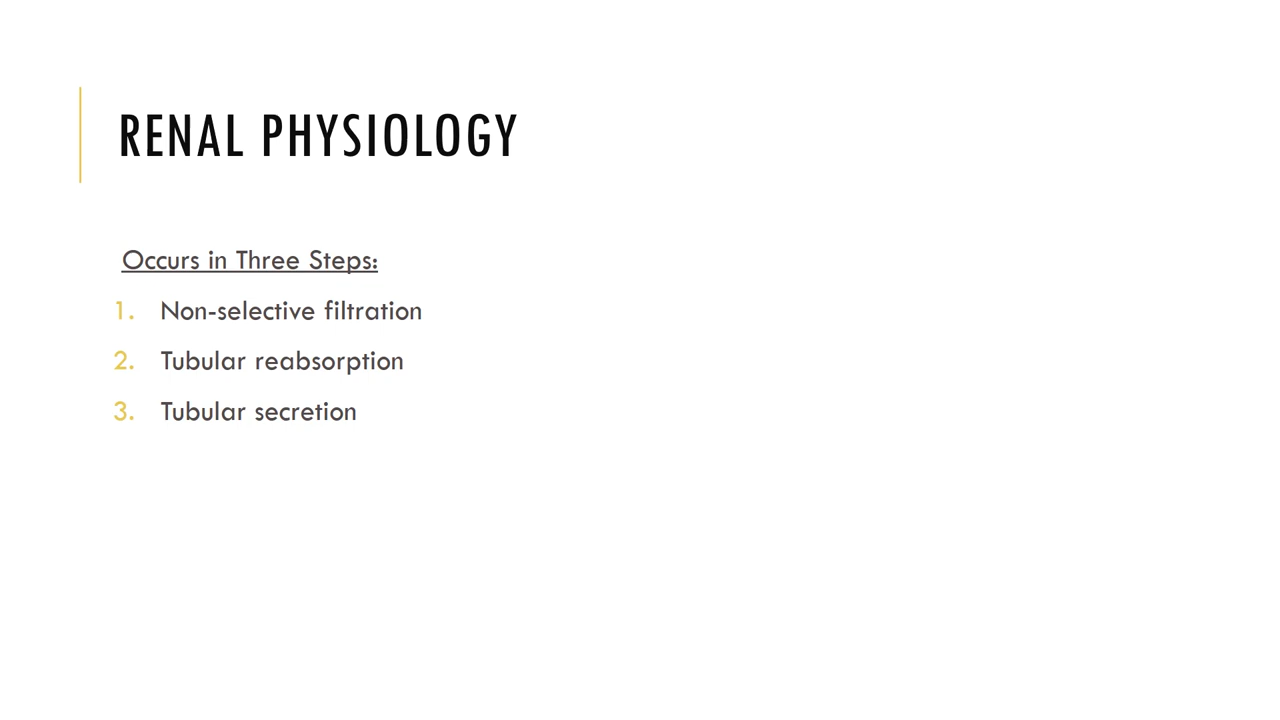 RENAL PHYSIOLOGY
Occurs in Three Steps:
1. Non-selective filtration
2. Tubular reabsorption
3. Tubular secretion